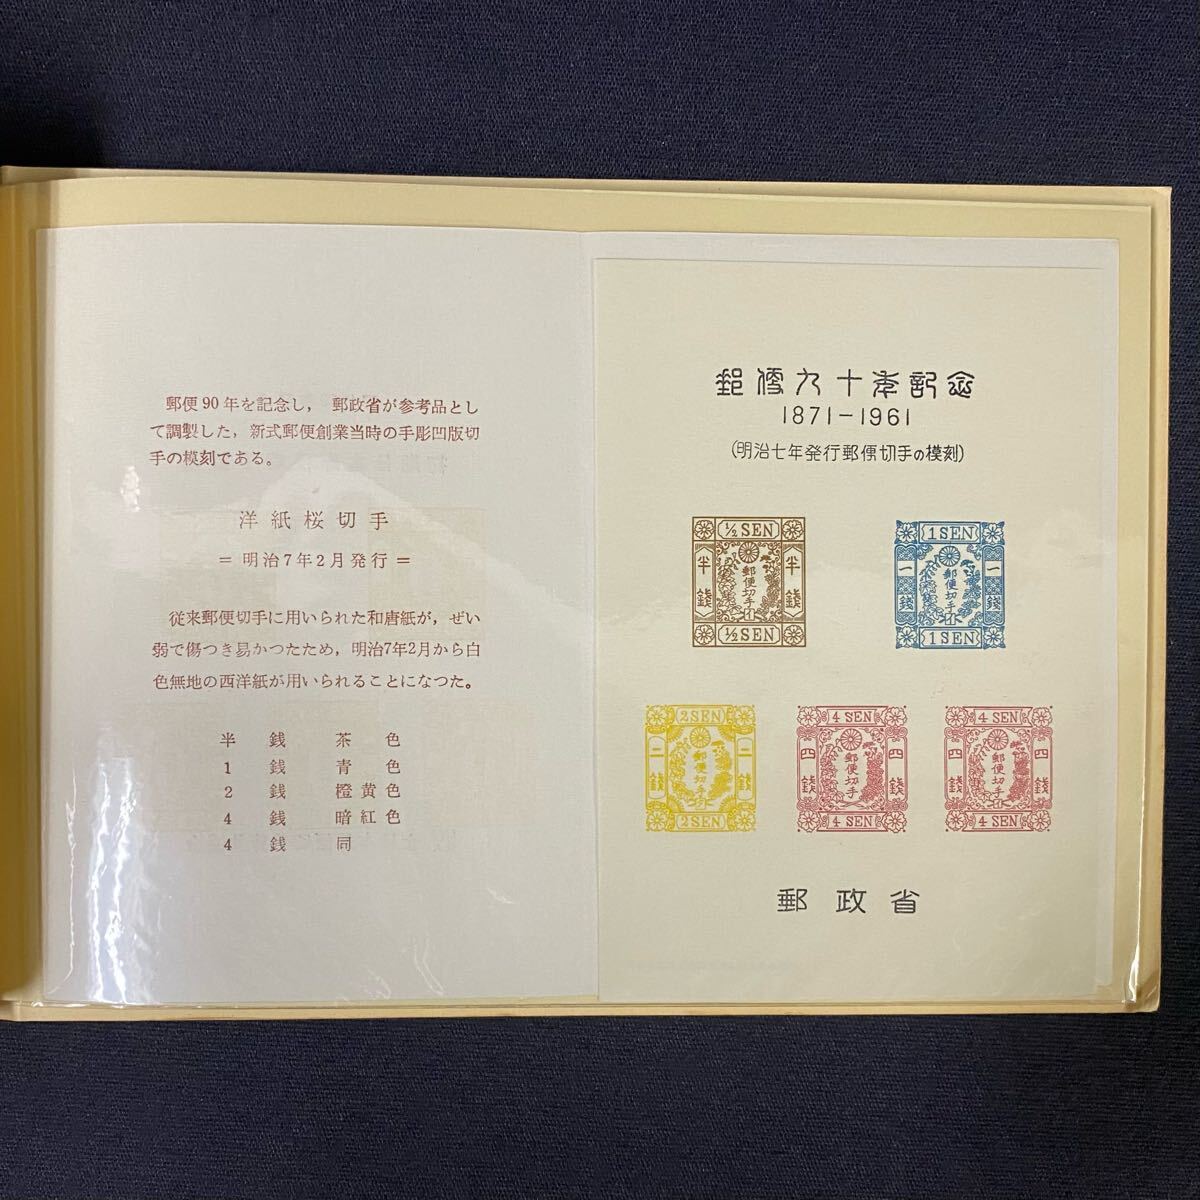 郵便90年を記念し，郵政省が参考品とし
て調製した，新式郵便創業当時の手彫凹版切
手の模刻である。
洋紙桜切手
＝明治7年2月発行＝
従来郵便切手に用いられた和唐紙が，ぜい
弱で傷つき易かつたため，明治7年2月から白
色無地の西洋紙が用いられることになつた。
半 銭 茶 色
1 銭 青 色
2 銭 橙黄色
4 銭 暗紅色
4 銭 同
郵便九十年記念
1871-1961
(明治七年発行郵便切手の模刻)
½ SEN
半銭
郵便切手
半銭
½ SEN
1 SEN
一銭
郵便切手
一銭
1 SEN
2 SEN
二銭
郵便切手
二銭
2 SEN
4 SEN
四銭
郵便切手
四銭
4 SEN
4 SEN
四銭
郵便切手
四銭
4 SEN
郵政省